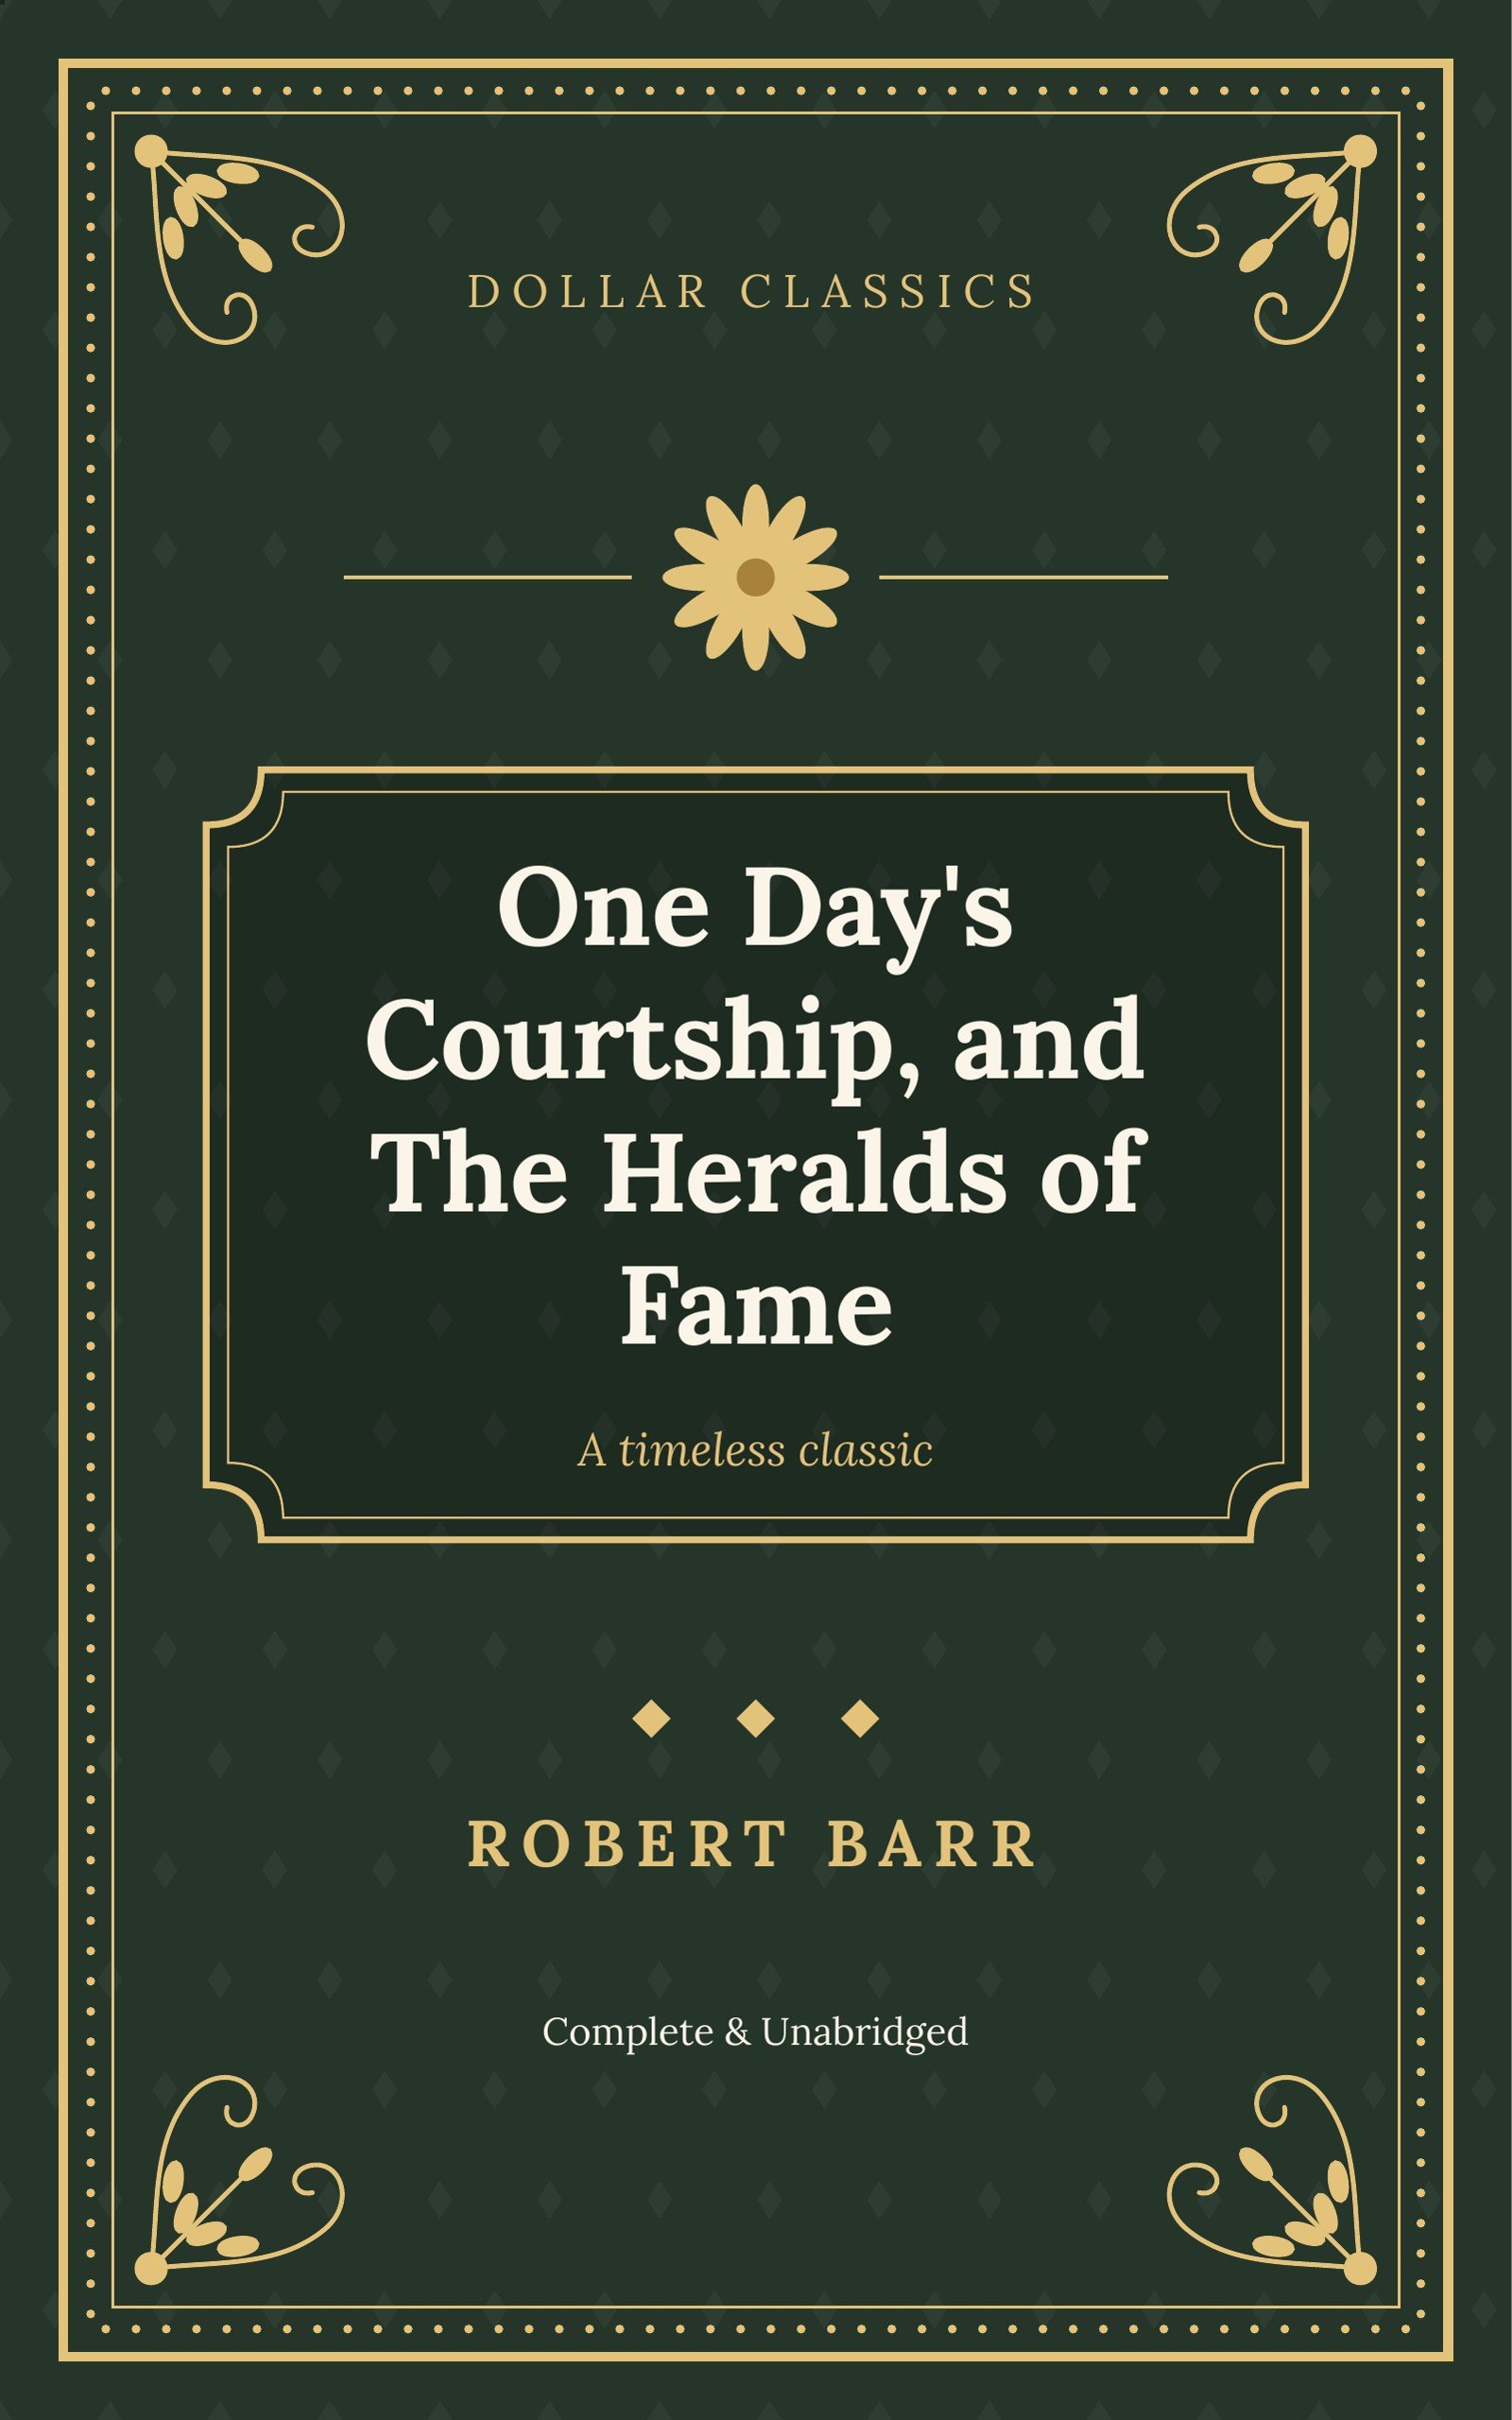 DOLLAR CLASSICS
One Day's
Courtship, and
The Heralds of
Fame
A timeless classic
ROBERT BARR
Complete & Unabridged